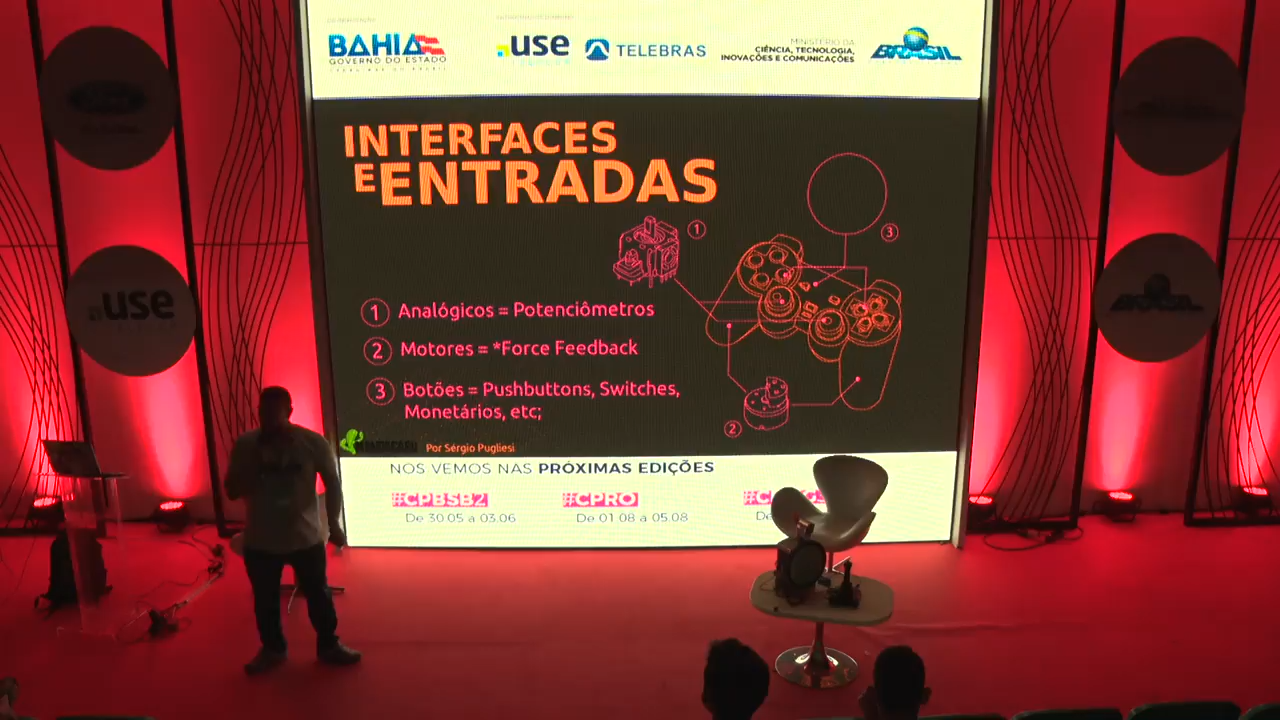 BAHIA
GOVERNO DO ESTADO
.use
TELEBRAS
MINISTÉRIO DA
CIÊNCIA, TECNOLOGIA,
INOVAÇÕES E COMUNICAÇÕES
BRASIL
INTERFACES
E ENTRADAS
1
3
1 Analógicos = Potenciômetros
2 Motores = *Force Feedback
3 Botões = Pushbuttons, Switches,
Monetários, etc;
2
Por Sérgio Pugliesi
NOS VEMOS NAS PRÓXIMAS EDIÇÕES
#CPBSB2
De 30.05 a 03.06
#CPRO
De 01.08 a 05.08
.use
BRASIL